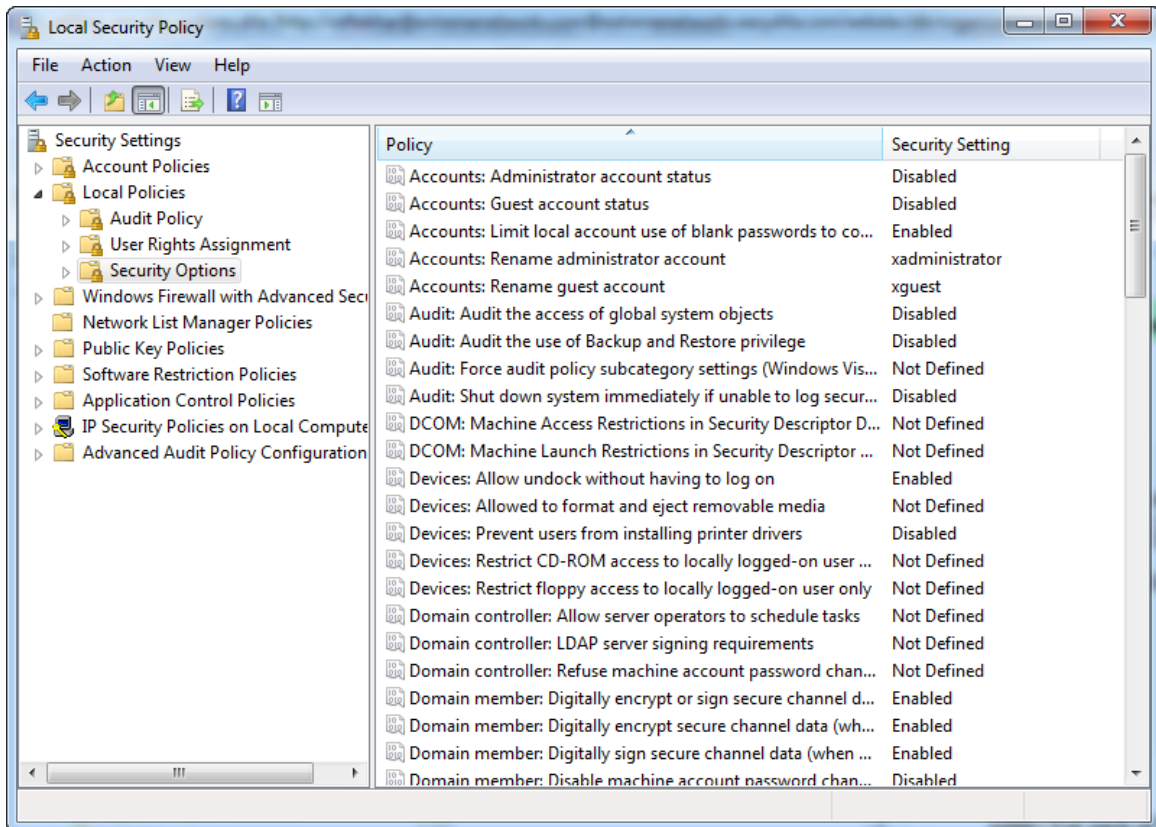 Local Security Policy
File Action View Help
Security Settings
Account Policies
Local Policies
Audit Policy
User Rights Assignment
Security Options
Windows Firewall with Advanced Secu
Network List Manager Policies
Public Key Policies
Software Restriction Policies
Application Control Policies
IP Security Policies on Local Compute
Advanced Audit Policy Configuration
Policy Security Setting
Accounts: Administrator account status Disabled
Accounts: Guest account status Disabled
Accounts: Limit local account use of blank passwords to co... Enabled
Accounts: Rename administrator account xadministrator
Accounts: Rename guest account xguest
Audit: Audit the access of global system objects Disabled
Audit: Audit the use of Backup and Restore privilege Disabled
Audit: Force audit policy subcategory settings (Windows Vis... Not Defined
Audit: Shut down system immediately if unable to log secur... Disabled
DCOM: Machine Access Restrictions in Security Descriptor D... Not Defined
DCOM: Machine Launch Restrictions in Security Descriptor ... Not Defined
Devices: Allow undock without having to log on Enabled
Devices: Allowed to format and eject removable media Not Defined
Devices: Prevent users from installing printer drivers Disabled
Devices: Restrict CD-ROM access to locally logged-on user ... Not Defined
Devices: Restrict floppy access to locally logged-on user only Not Defined
Domain controller: Allow server operators to schedule tasks Not Defined
Domain controller: LDAP server signing requirements Not Defined
Domain controller: Refuse machine account password chan... Not Defined
Domain member: Digitally encrypt or sign secure channel d... Enabled
Domain member: Digitally encrypt secure channel data (wh... Enabled
Domain member: Digitally sign secure channel data (when ... Enabled
Domain member: Disable machine account password chan... Disabled